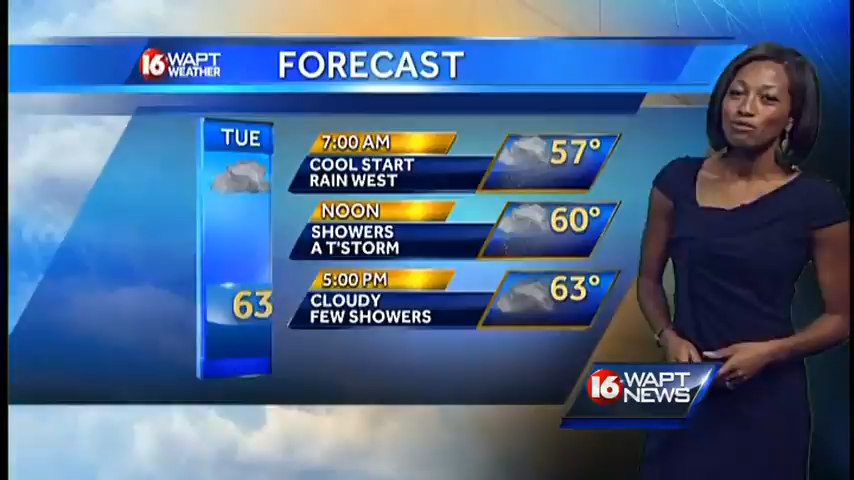 16 WAPT
WEATHER
FORECAST
TUE
63
7:00 AM
COOL START
RAIN WEST
57°
NOON
SHOWERS
A T'STORM
60°
5:00 PM
CLOUDY
FEW SHOWERS
63°
16 WAPT
NEWS